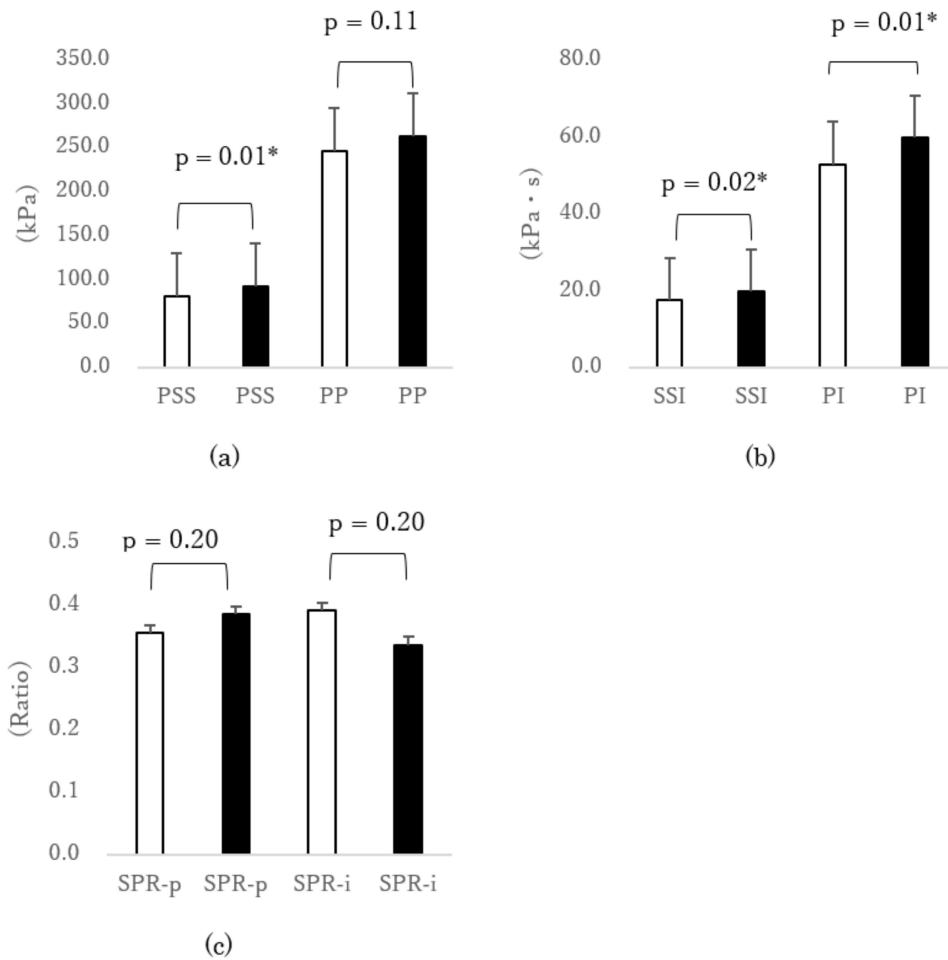 p = 0.11
350.0
300.0
250.0
200.0
150.0
100.0
50.0
0.0
(kPa)
p = 0.01*
PSS PSS PP PP
(a)
p = 0.01*
80.0
60.0
40.0
20.0
0.0
(kPa・s)
p = 0.02*
SSI SSI PI PI
(b)
p = 0.20 p = 0.20
0.5
0.4
0.3
0.2
0.1
0.0
(Ratio)
SPR-p SPR-p SPR-i SPR-i
(c)